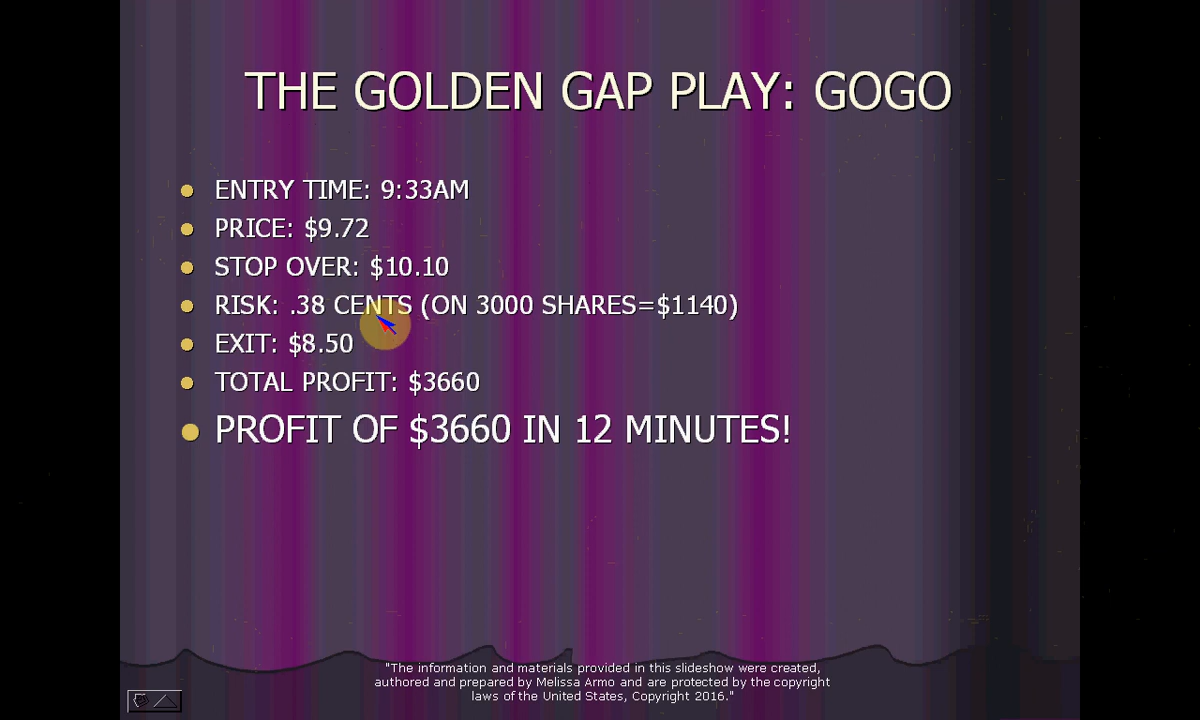 THE GOLDEN GAP PLAY: GOGO
ENTRY TIME: 9:33AM
PRICE: $9.72
STOP OVER: $10.10
RISK: .38 CENTS (ON 3000 SHARES=$1140)
EXIT: $8.50
TOTAL PROFIT: $3660
PROFIT OF $3660 IN 12 MINUTES!
"The information and materials provided in this slideshow were created,
authored and prepared by Melissa Armo and are protected by the copyright
laws of the United States, Copyright 2016."